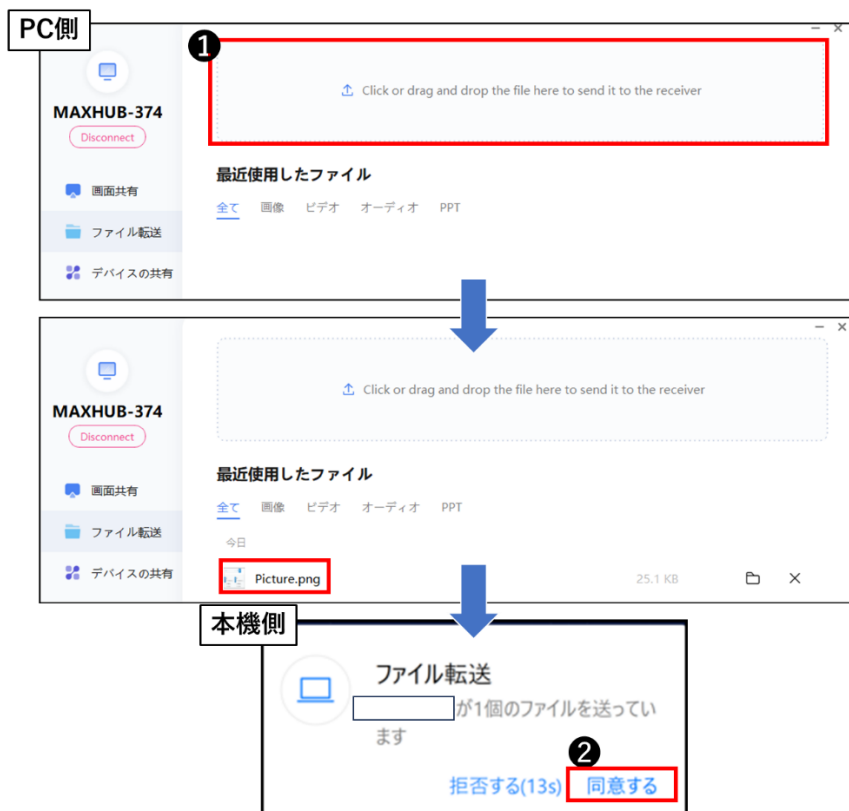 PC側
❶
Click or drag and drop the file here to send it to the receiver
MAXHUB-374
Disconnect
画面共有
ファイル転送
デバイスの共有
最近使用したファイル
全て 画像 ビデオ オーディオ PPT
Click or drag and drop the file here to send it to the receiver
MAXHUB-374
Disconnect
画面共有
ファイル転送
デバイスの共有
最近使用したファイル
全て 画像 ビデオ オーディオ PPT
今日
Picture.png 25.1 KB
本機側
ファイル転送
が1個のファイルを送ってい
ます
❷
拒否する(13s) 同意する